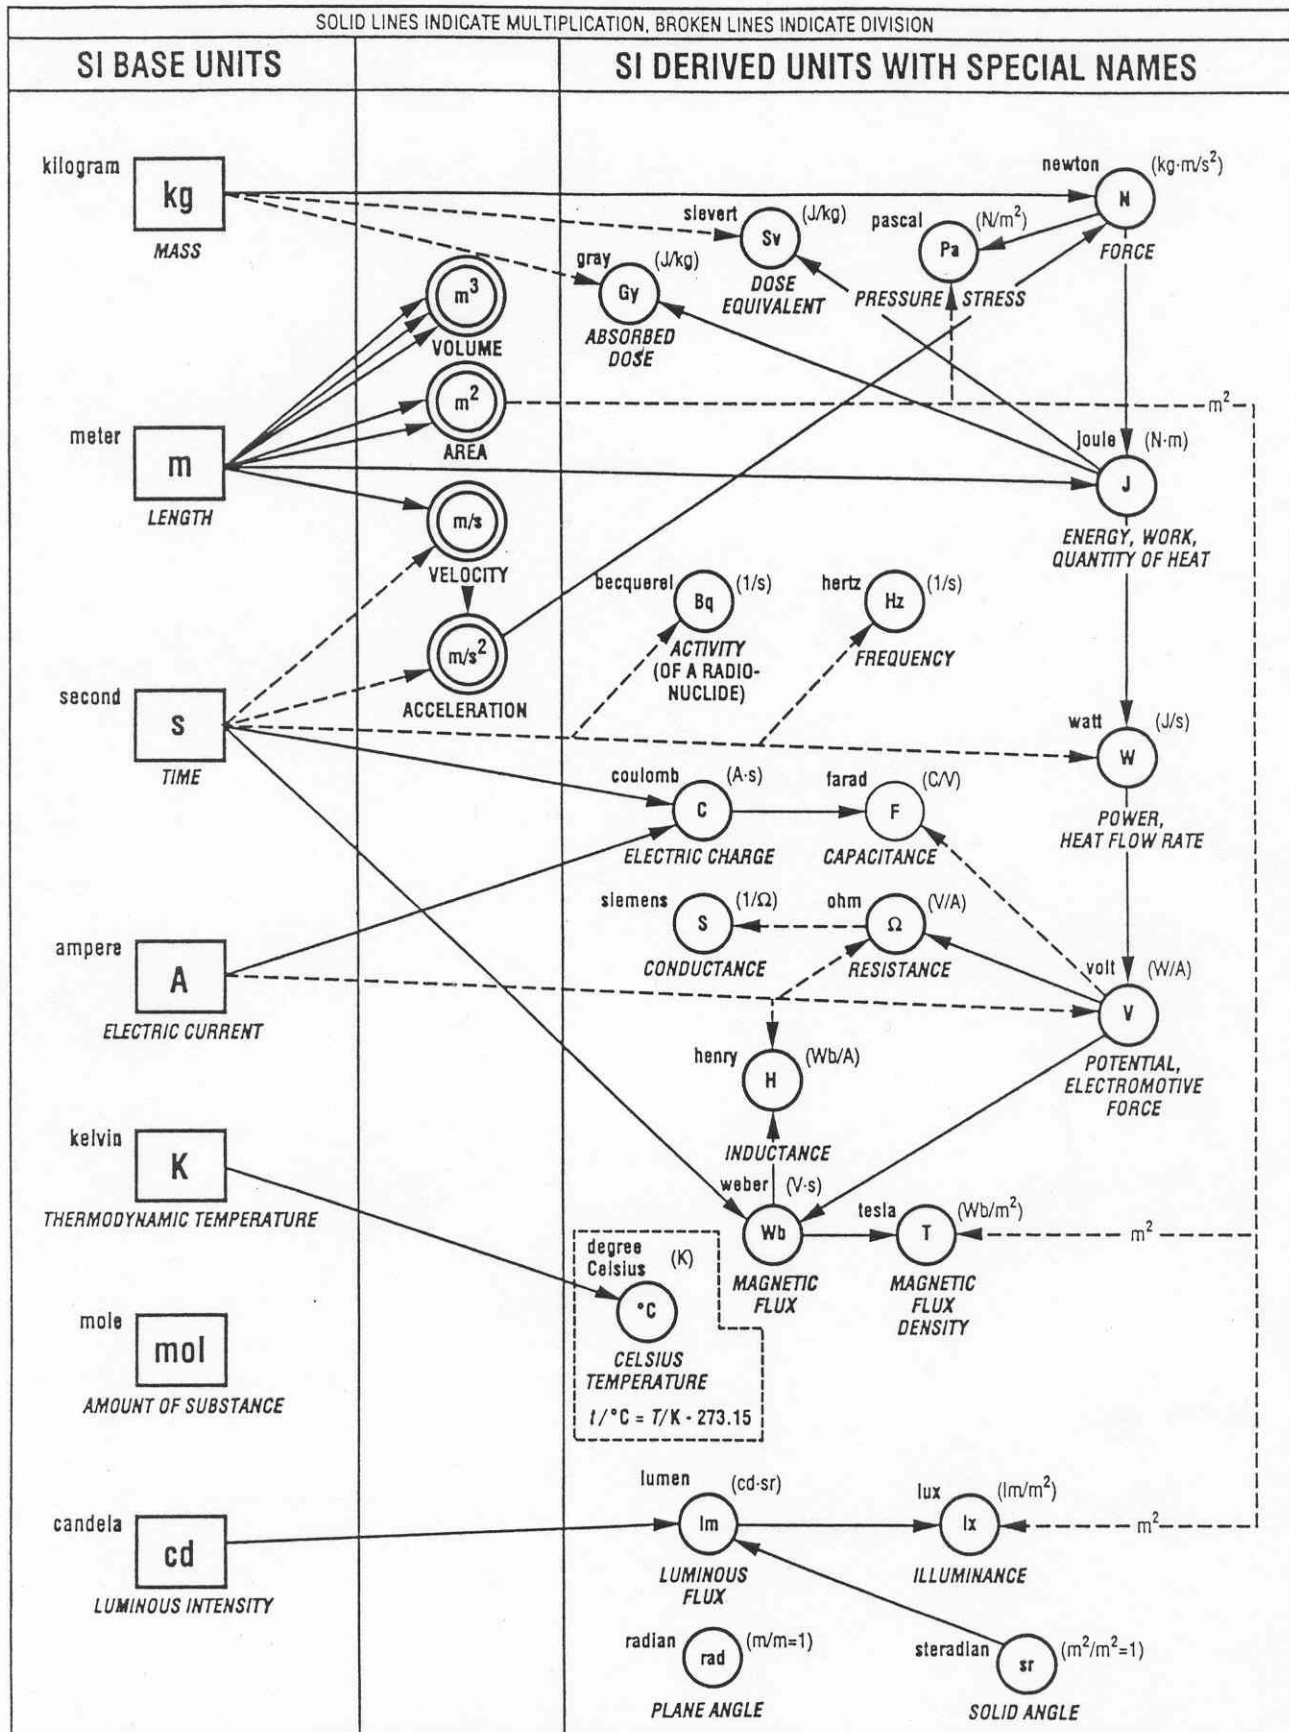 SOLID LINES INDICATE MULTIPLICATION, BROKEN LINES INDICATE DIVISION
SI BASE UNITS
SI DERIVED UNITS WITH SPECIAL NAMES
kilogram
kg
MASS
newton
(kg·m/s²)
N
FORCE
sievert
(J/kg)
Sv
DOSE
EQUIVALENT
pascal
(N/m²)
Pa
PRESSURE STRESS
gray
(J/kg)
Gy
ABSORBED
DOSE
m³
VOLUME
m²
AREA
m²
meter
m
LENGTH
joule
(N·m)
J
ENERGY, WORK,
QUANTITY OF HEAT
m/s
VELOCITY
becquerel
(1/s)
Bq
ACTIVITY
(OF A RADIO-
NUCLIDE)
hertz
(1/s)
Hz
FREQUENCY
m/s²
ACCELERATION
second
S
TIME
watt
(J/s)
W
POWER,
HEAT FLOW RATE
coulomb
(A·s)
C
ELECTRIC CHARGE
farad
(C/V)
F
CAPACITANCE
siemens
(1/Ω)
S
CONDUCTANCE
ohm
(V/A)
Ω
RESISTANCE
ampere
A
ELECTRIC CURRENT
volt
(W/A)
V
POTENTIAL,
ELECTROMOTIVE
FORCE
henry
(Wb/A)
H
INDUCTANCE
kelvin
K
THERMODYNAMIC TEMPERATURE
weber
(V·s)
Wb
MAGNETIC
FLUX
tesla
(Wb/m²)
T
MAGNETIC
FLUX
DENSITY
m²
degree
Celsius
(K)
°C
CELSIUS
TEMPERATURE
t/°C = T/K - 273.15
mole
mol
AMOUNT OF SUBSTANCE
candela
cd
LUMINOUS INTENSITY
lumen
(cd·sr)
lm
LUMINOUS
FLUX
lux
(lm/m²)
lx
ILLUMINANCE
m²
radian
(m/m=1)
rad
PLANE ANGLE
steradian
(m²/m²=1)
sr
SOLID ANGLE